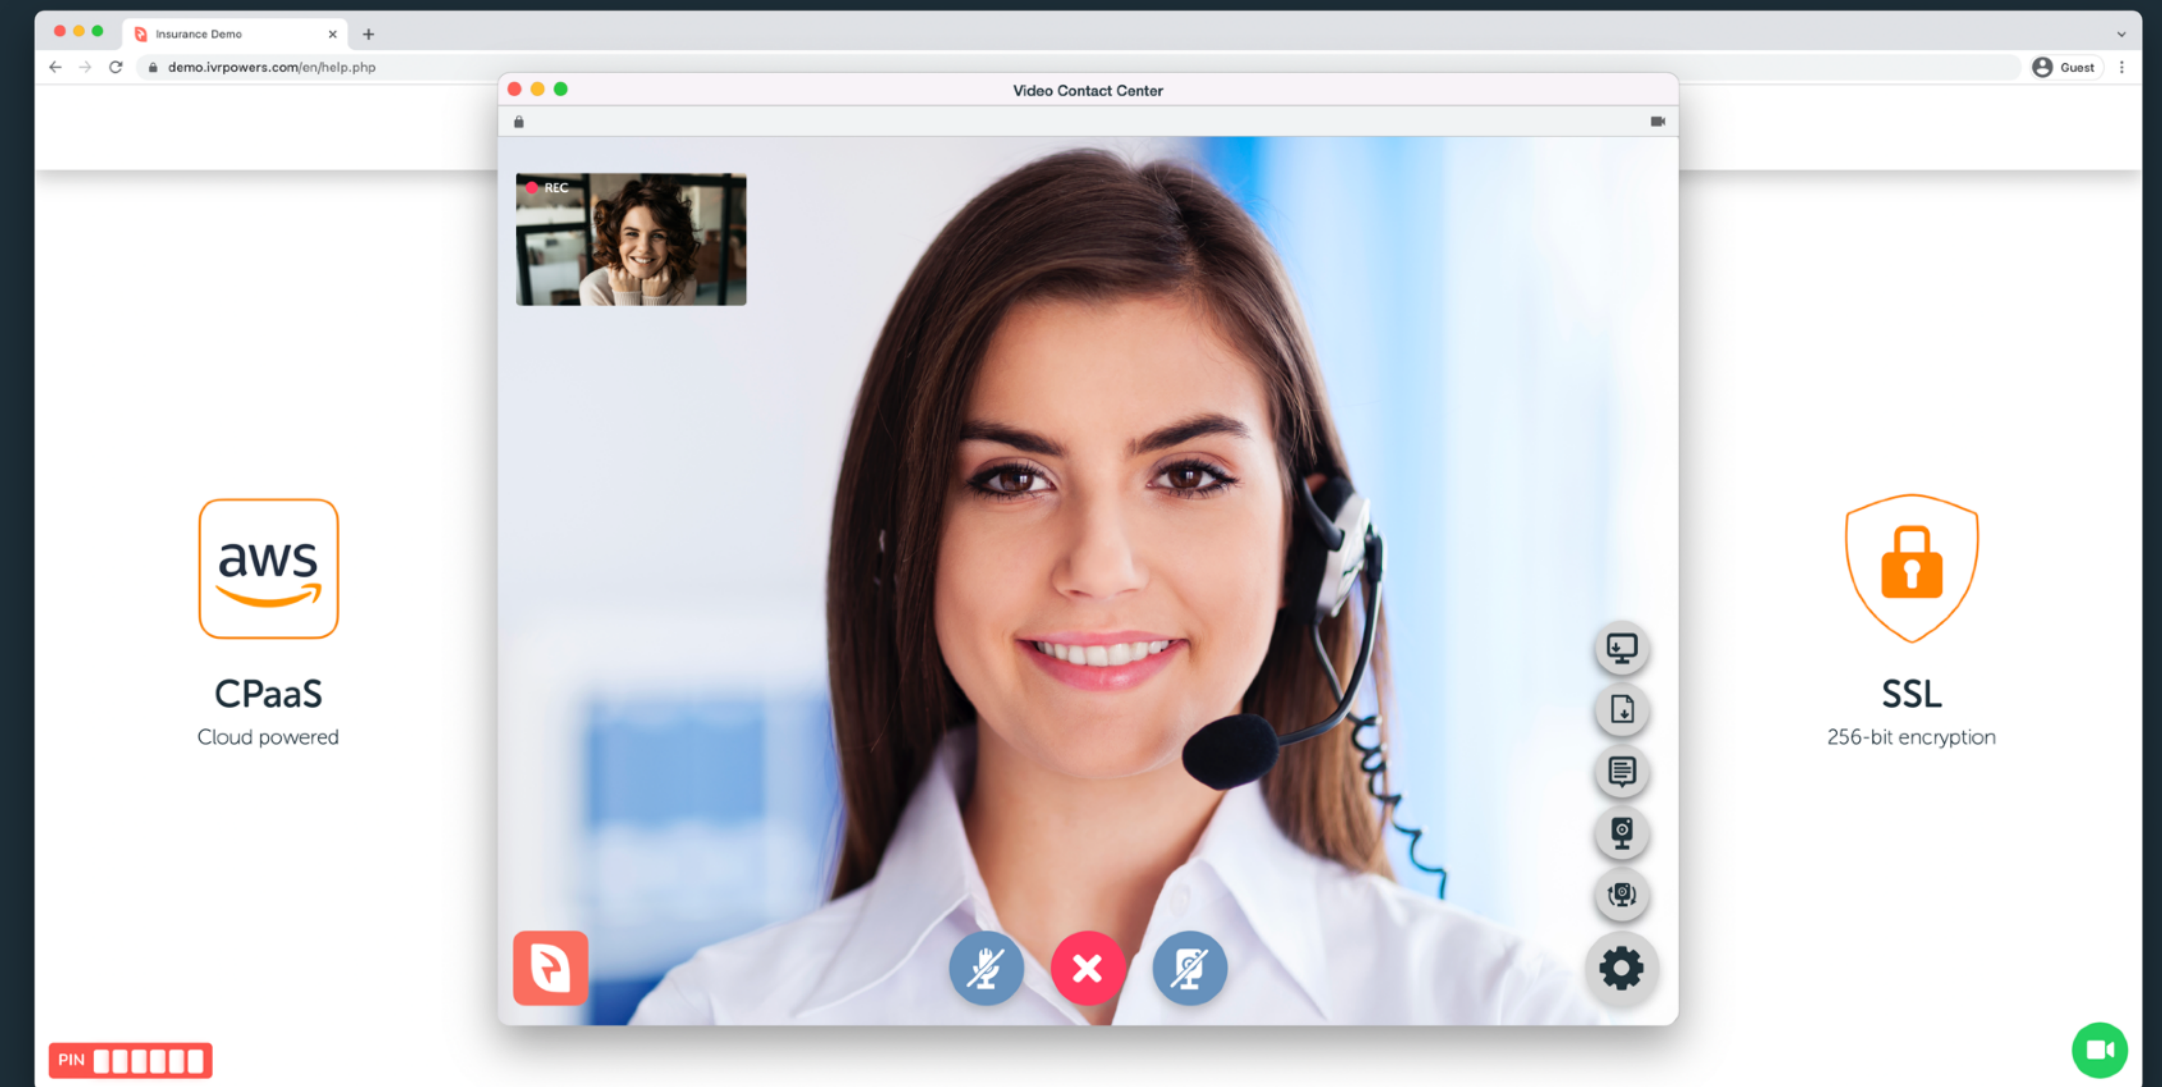 Insurance Demo
demo.ivrpowers.com/en/help.php
Guest
Video Contact Center
REC
aws
CPaaS
Cloud powered
SSL
256-bit encryption
PIN